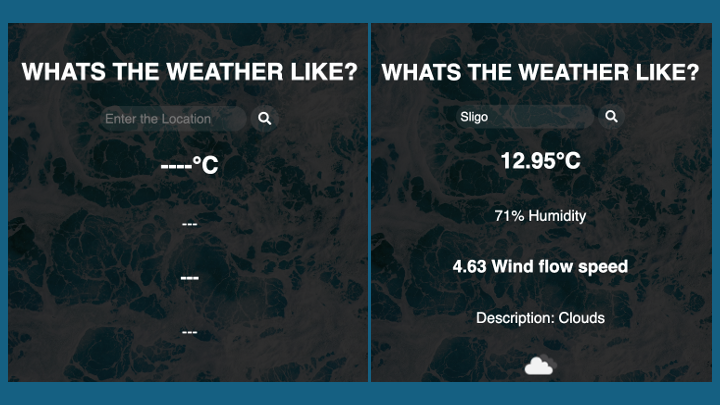 WHATS THE WEATHER LIKE?
Enter the Location
----°C
---
---
---
WHATS THE WEATHER LIKE?
Sligo
12.95°C
71% Humidity
4.63 Wind flow speed
Description: Clouds